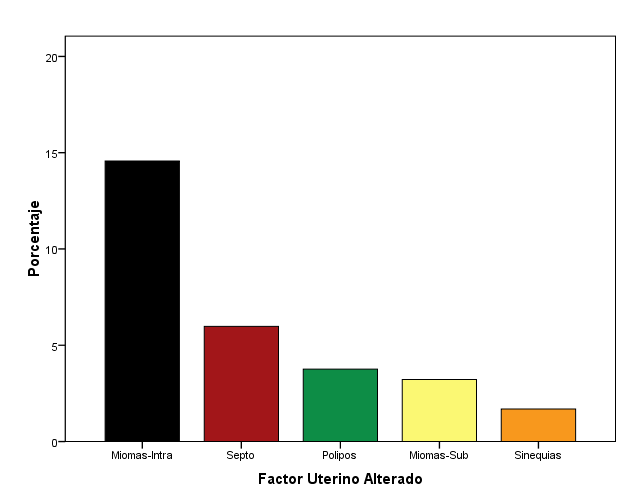 20
15
10
5
0
Porcentaje
Miomas-Intra Septo Polipos Miomas-Sub Sinequias
Factor Uterino Alterado